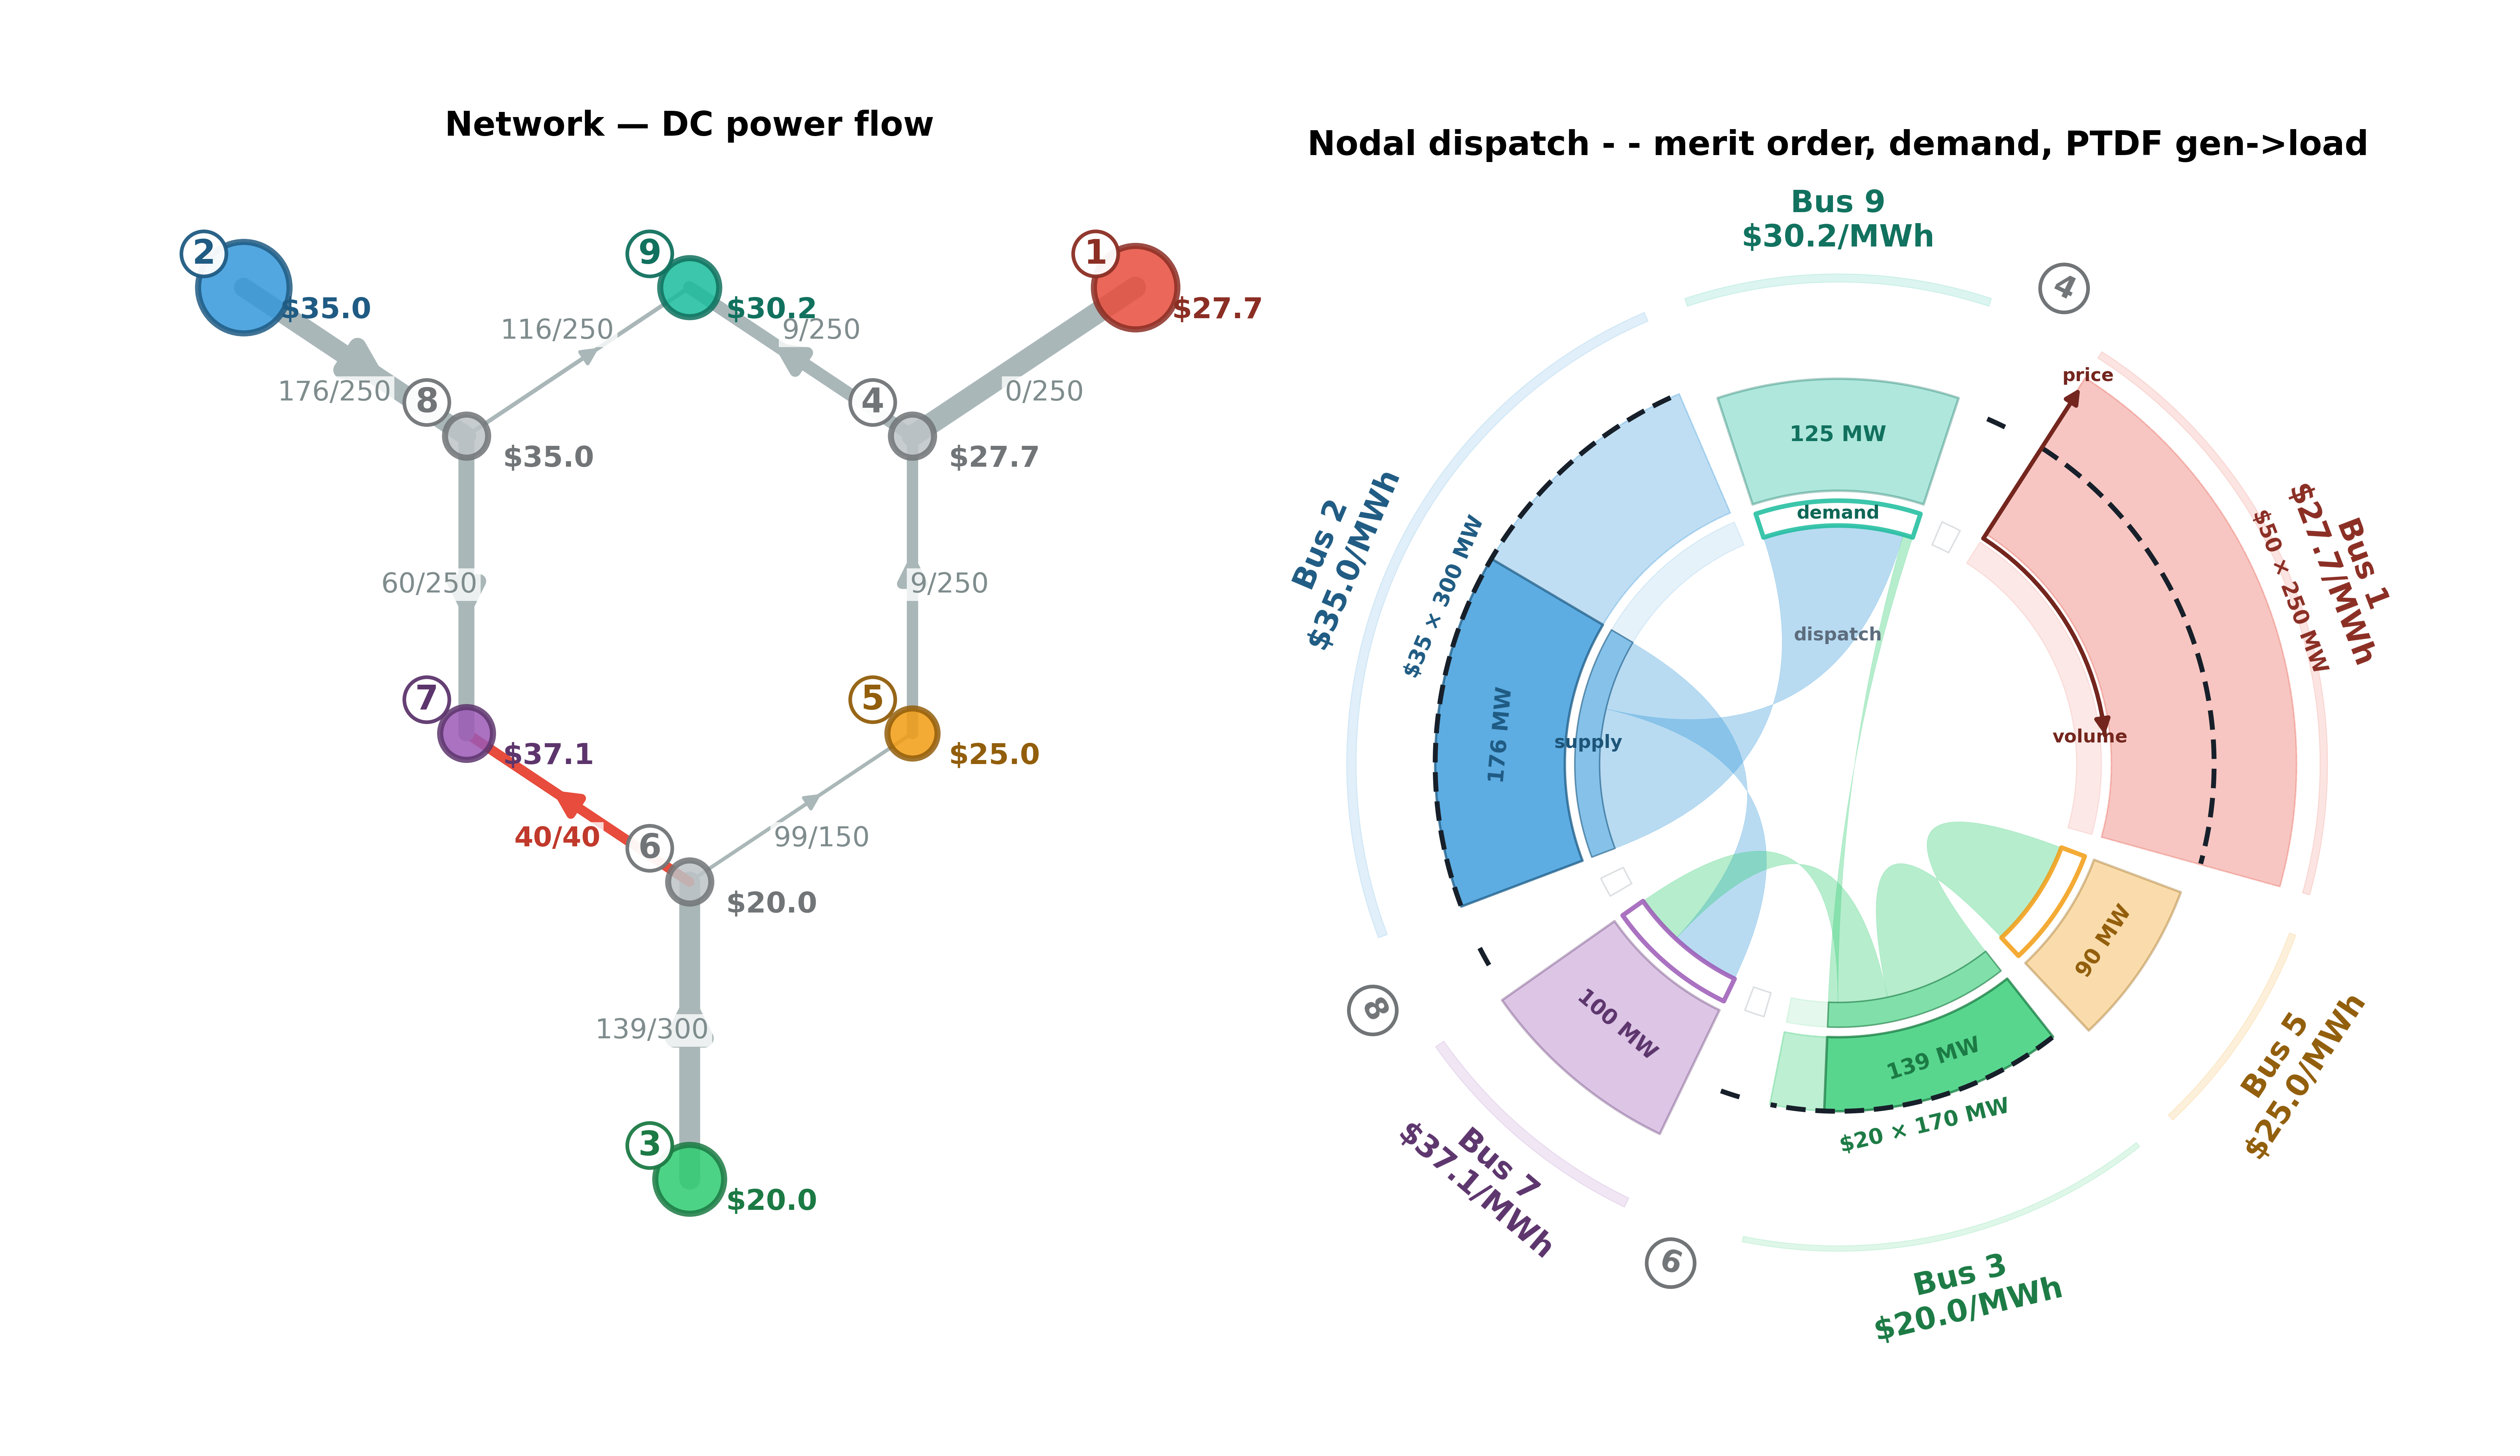 Network — DC power flow
2
9
1
$35.0
$30.2
$27.7
116/250
9/250
176/250
0/250
8
4
$35.0
$27.7
60/250
9/250
7
5
$37.1
$25.0
40/40
6
99/150
$20.0
139/300
3
$20.0
Nodal dispatch - - merit order, demand, PTDF gen->load
Bus 9
$30.2/MWh
4
price
125 MW
demand
Bus 2
$35.0/MWh
$35 × 300 MW
176 MW
supply
dispatch
volume
Bus 1
$27.7/MWh
$50 × 250 MW
90 MW
100 MW
139 MW
$20 × 170 MW
8
Bus 5
$25.0/MWh
Bus 7
$37.1/MWh
6
Bus 3
$20.0/MWh